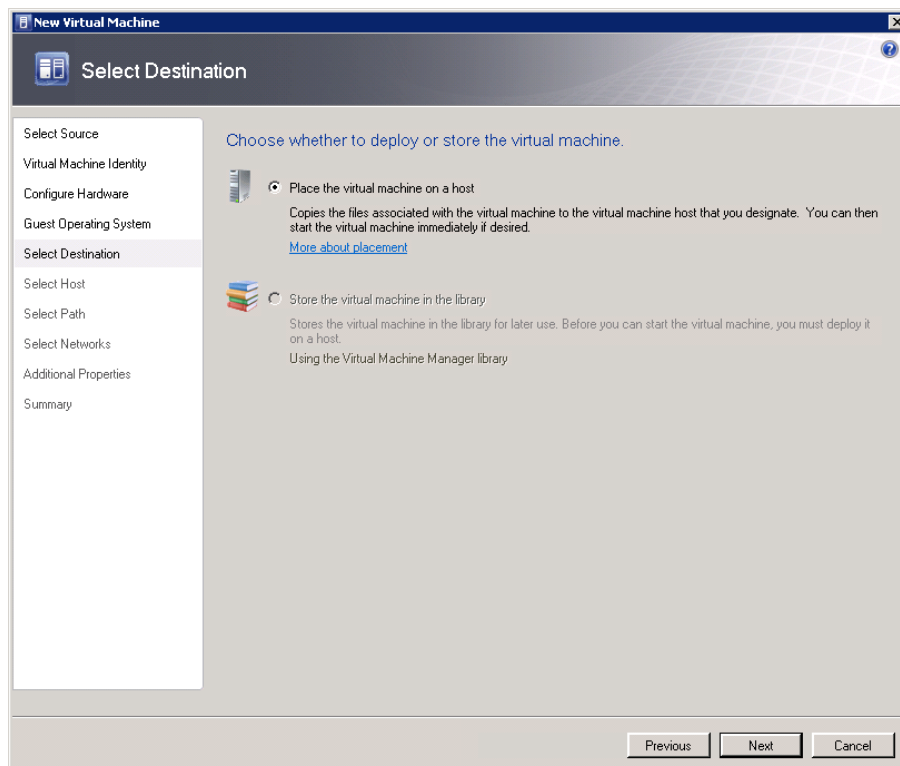 New Virtual Machine
Select Destination
Select Source
Virtual Machine Identity
Configure Hardware
Guest Operating System
Select Destination
Select Host
Select Path
Select Networks
Additional Properties
Summary
Choose whether to deploy or store the virtual machine.
Place the virtual machine on a host
Copies the files associated with the virtual machine to the virtual machine host that you designate. You can then
start the virtual machine immediately if desired.
More about placement
Store the virtual machine in the library
Stores the virtual machine in the library for later use. Before you can start the virtual machine, you must deploy it
on a host.
Using the Virtual Machine Manager library
Previous
Next
Cancel